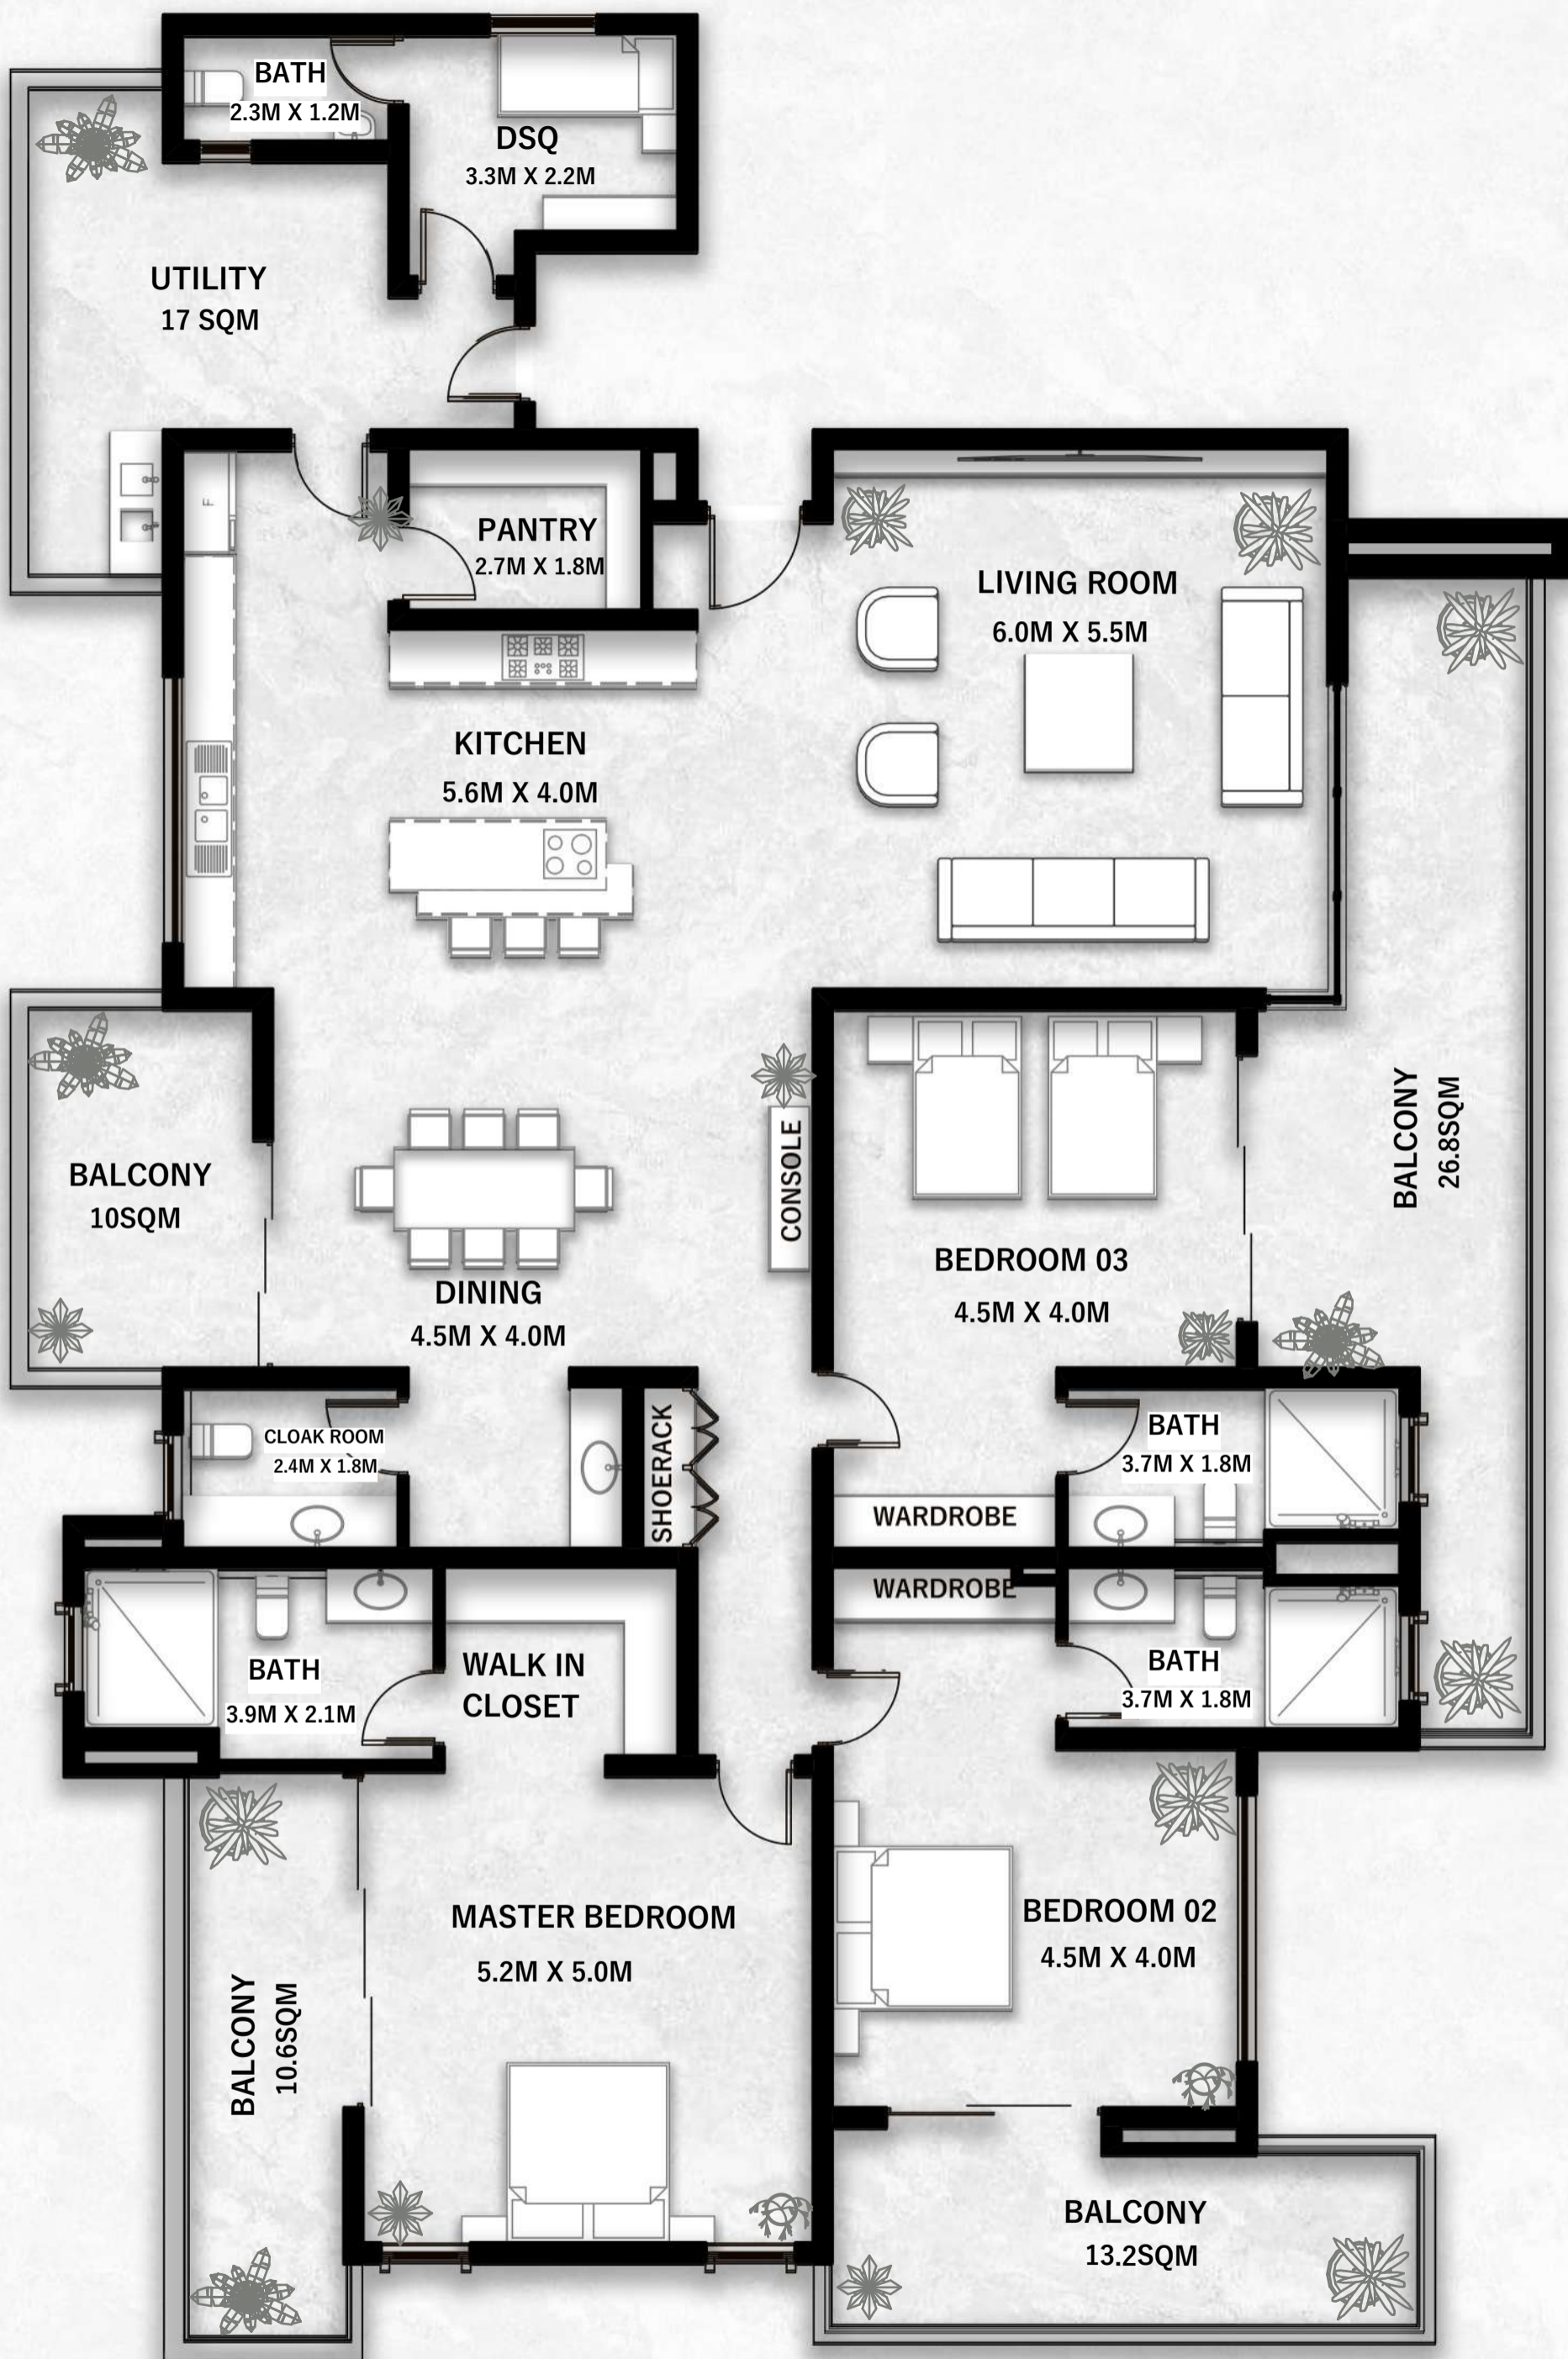 BATH
2.3M X 1.2M
DSQ
3.3M X 2.2M
UTILITY
17 SQM
F
PANTRY
2.7M X 1.8M
LIVING ROOM
6.0M X 5.5M
KITCHEN
5.6M X 4.0M
BALCONY
10SQM
CONSOLE
BALCONY
26.8SQM
BEDROOM 03
4.5M X 4.0M
DINING
4.5M X 4.0M
CLOAK ROOM
2.4M X 1.8M
SHOERACK
BATH
3.7M X 1.8M
WARDROBE
WARDROBE
BATH
3.9M X 2.1M
WALK IN
CLOSET
BATH
3.7M X 1.8M
MASTER BEDROOM
5.2M X 5.0M
BEDROOM 02
4.5M X 4.0M
BALCONY
10.6SQM
BALCONY
13.2SQM